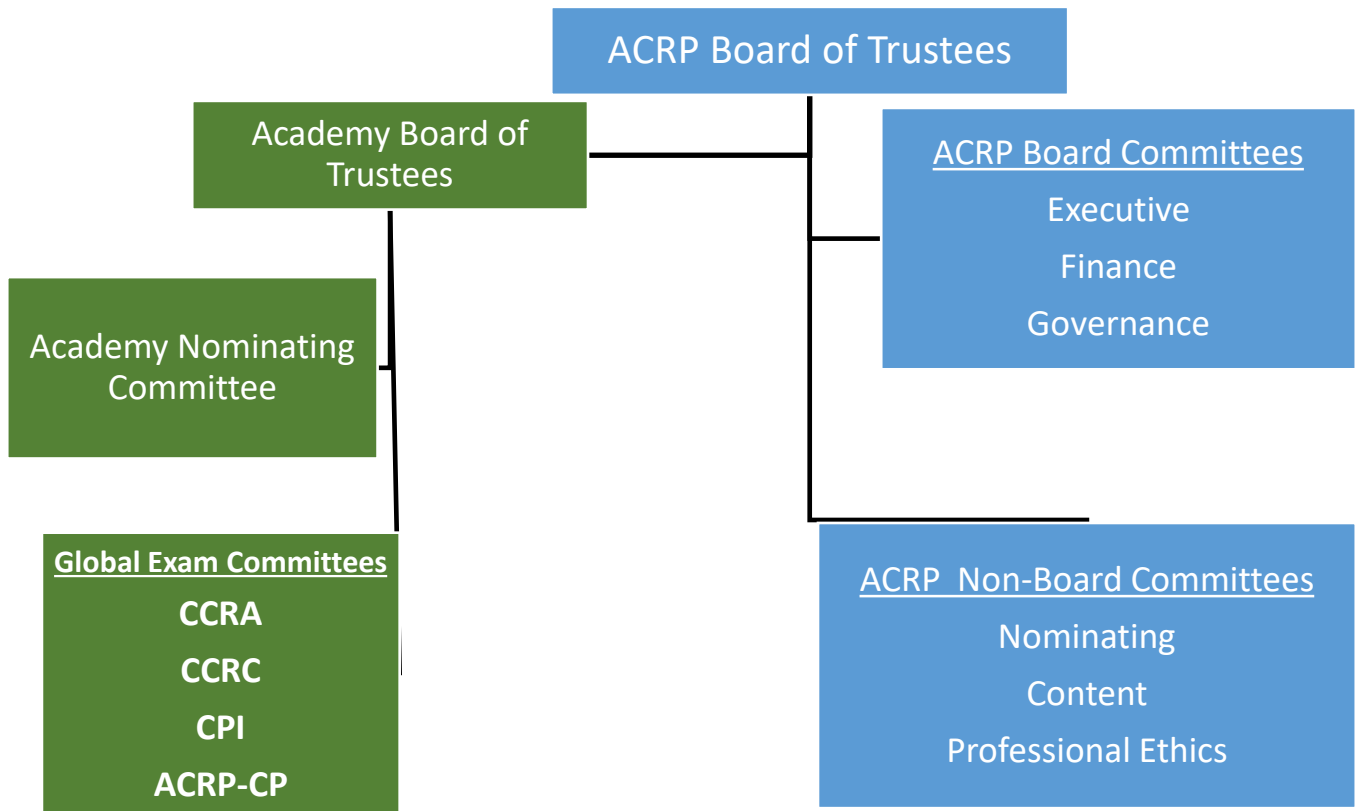 ACRP Board of Trustees
Academy Board of
Trustees
ACRP Board Committees
Executive
Finance
Governance
Academy Nominating
Committee
Global Exam Committees
CCRA
CCRC
CPI
ACRP-CP
ACRP Non-Board Committees
Nominating
Content
Professional Ethics